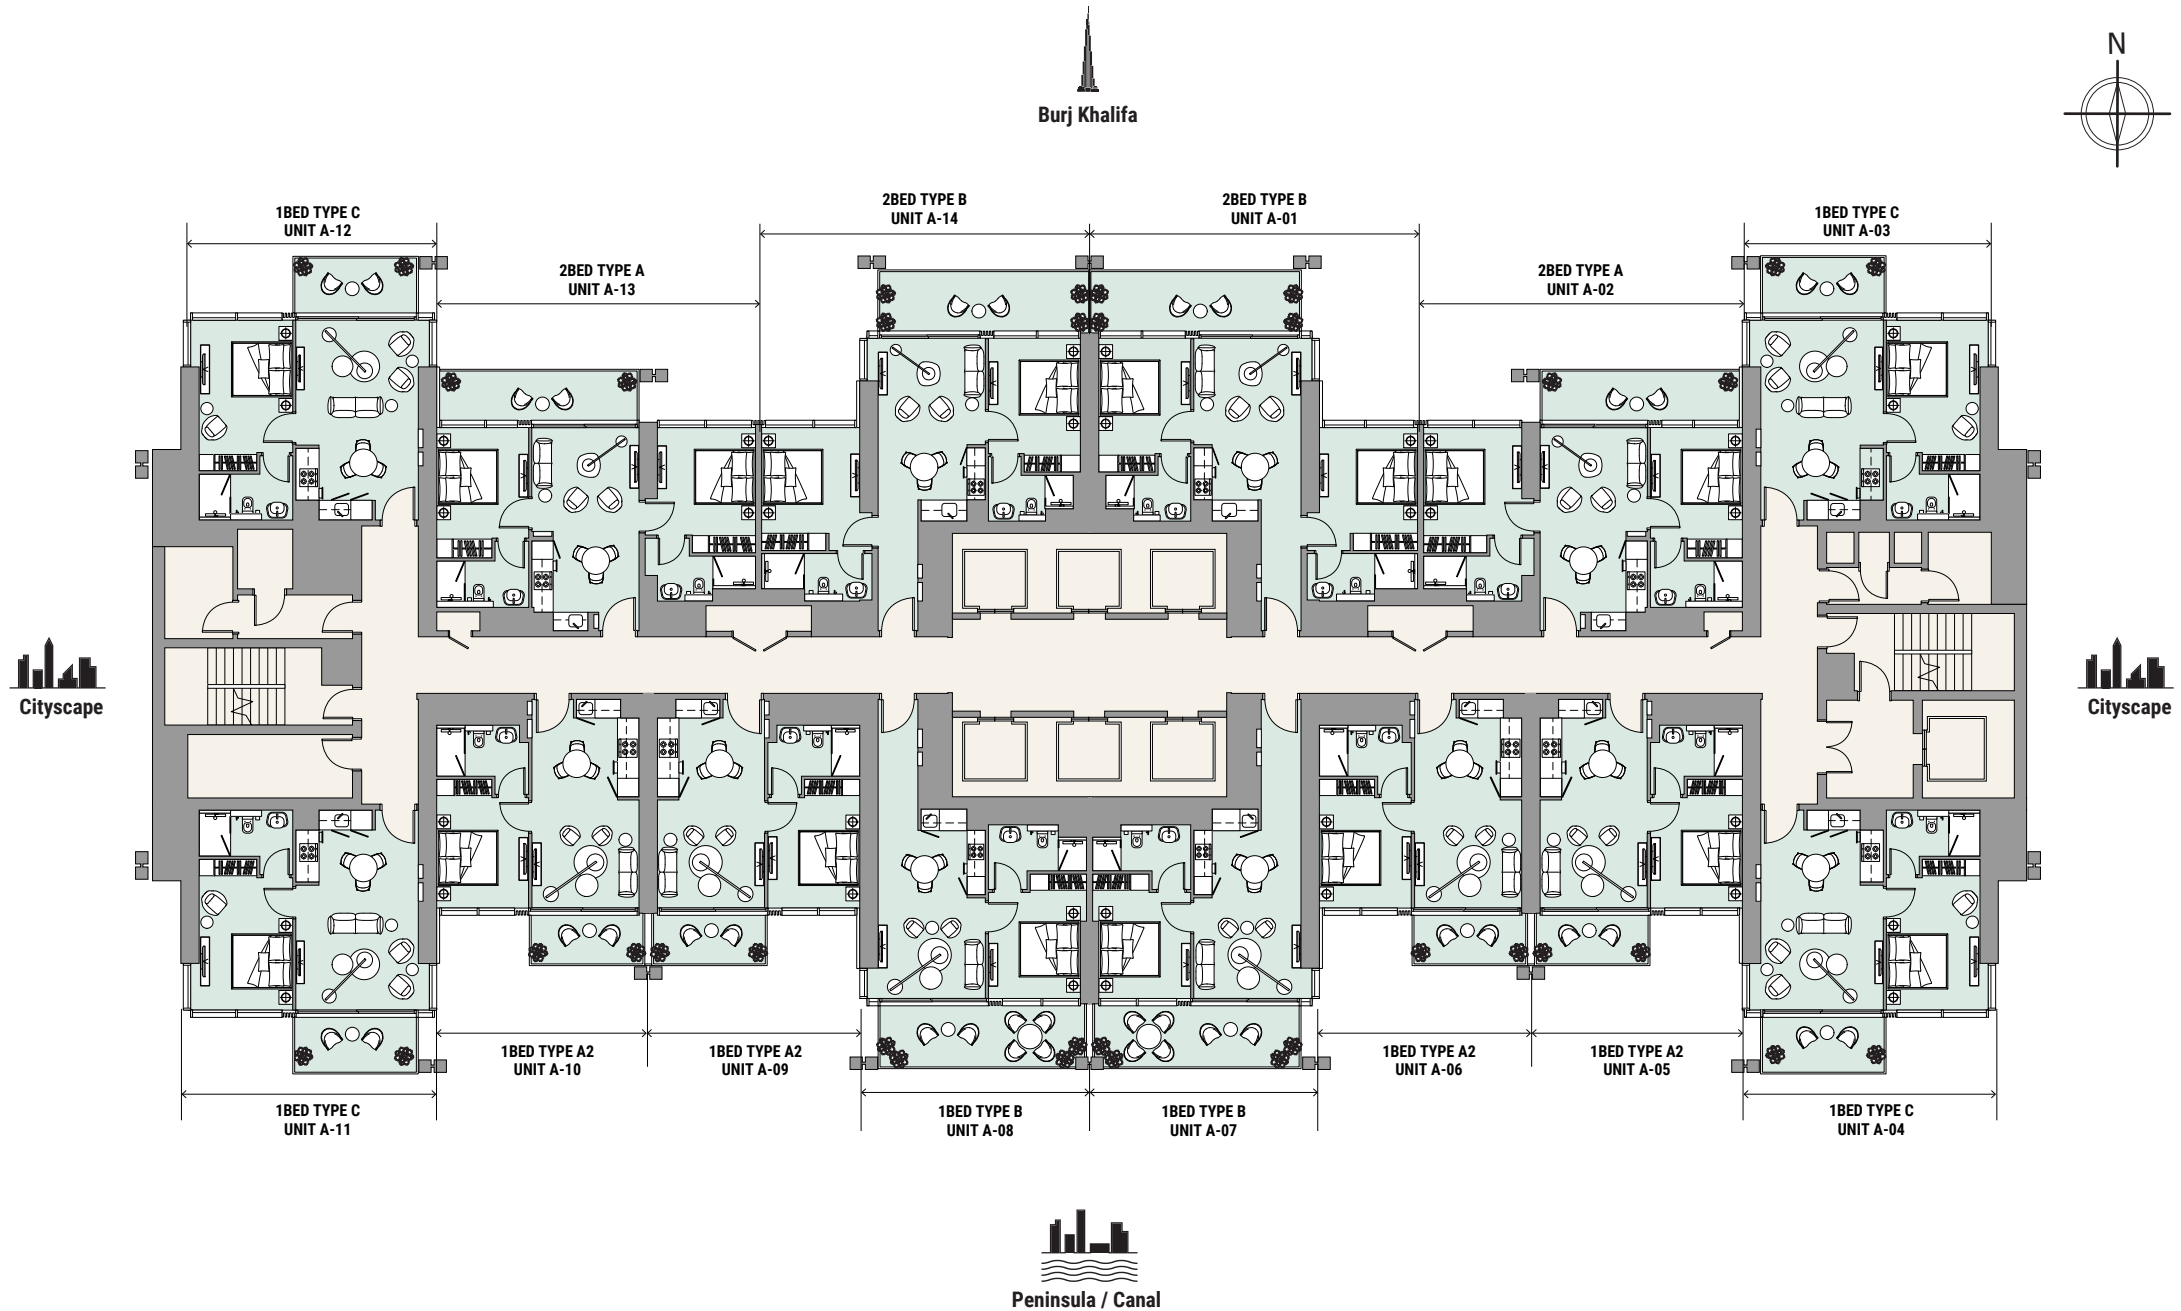 N
Burj Khalifa
2BED TYPE B
UNIT A-14
2BED TYPE B
UNIT A-01
1BED TYPE C
UNIT A-12
1BED TYPE C
UNIT A-03
2BED TYPE A
UNIT A-13
2BED TYPE A
UNIT A-02
Cityscape
Cityscape
1BED TYPE A2
UNIT A-10
1BED TYPE A2
UNIT A-09
1BED TYPE A2
UNIT A-06
1BED TYPE A2
UNIT A-05
1BED TYPE C
UNIT A-11
1BED TYPE B
UNIT A-08
1BED TYPE B
UNIT A-07
1BED TYPE C
UNIT A-04
Peninsula / Canal